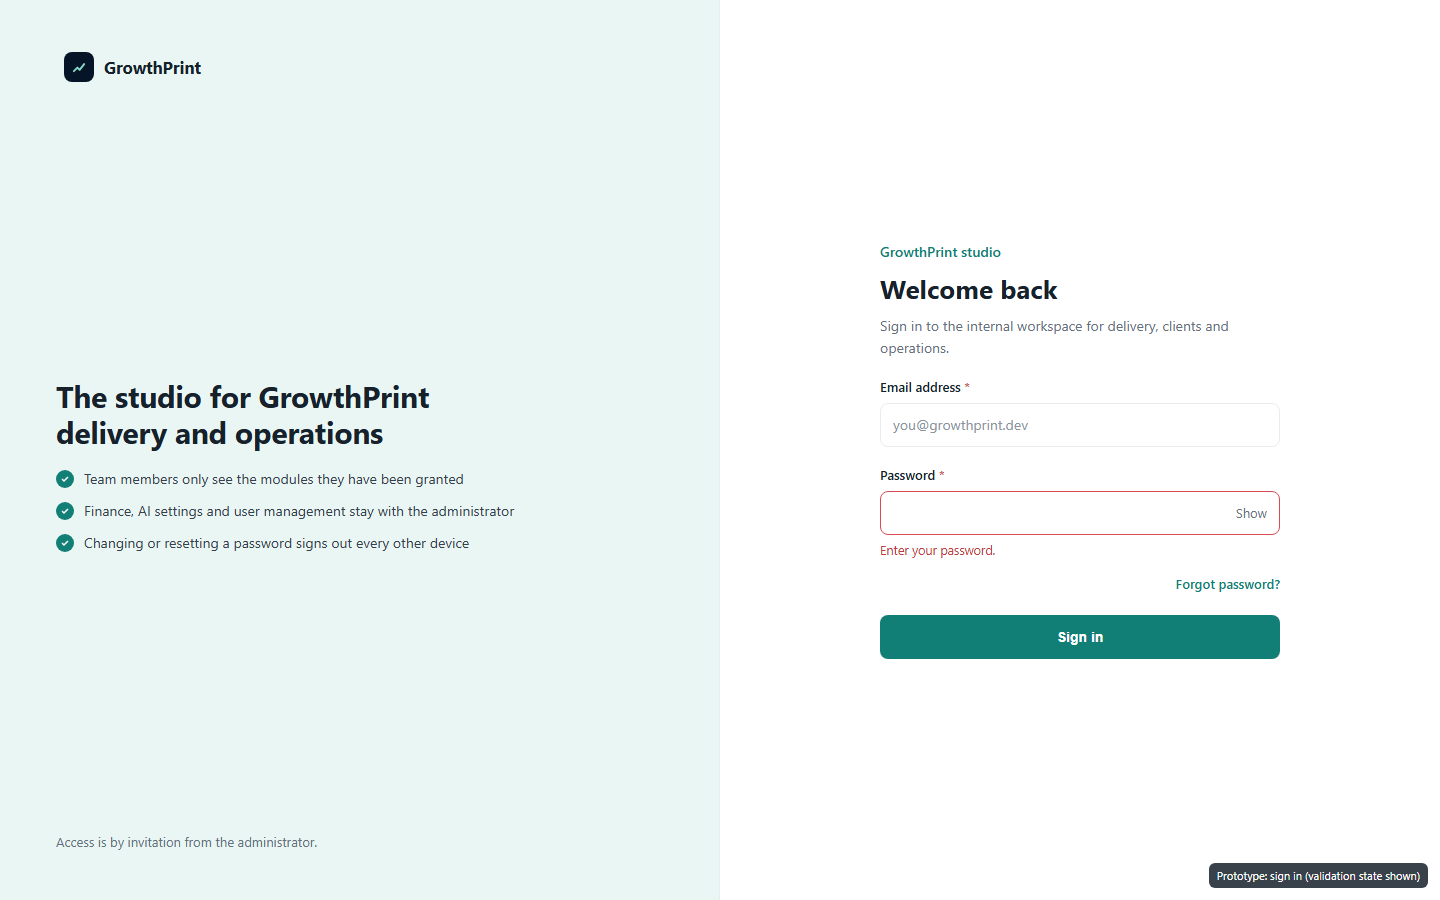 GrowthPrint
The studio for GrowthPrint
delivery and operations
Team members only see the modules they have been granted
Finance, AI settings and user management stay with the administrator
Changing or resetting a password signs out every other device
Access is by invitation from the administrator.
GrowthPrint studio
Welcome back
Sign in to the internal workspace for delivery, clients and
operations.
Email address *
you@growthprint.dev
Password *
Show
Enter your password.
Forgot password?
Sign in
Prototype: sign in (validation state shown)